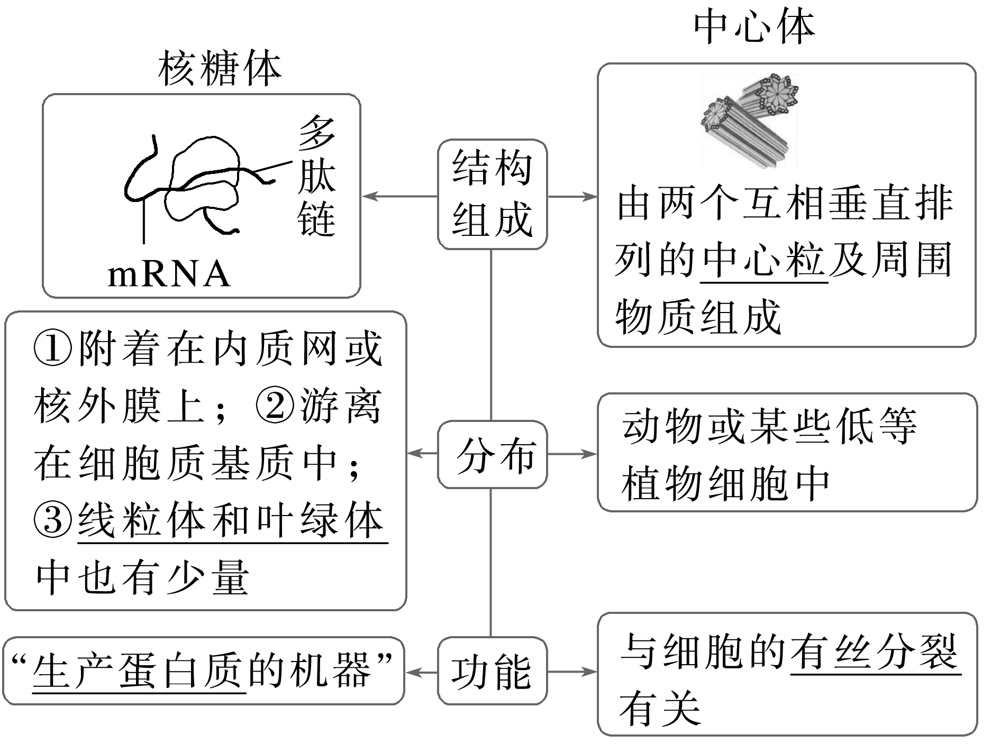 核糖体
多
肽
链
mRNA
中心体
由两个互相垂直排
列的中心粒及周围
物质组成
结构
组成
①附着在内质网或
核外膜上；②游离
在细胞质基质中；
③线粒体和叶绿体
中也有少量
分布
动物或某些低等
植物细胞中
“生产蛋白质的机器”
功能
与细胞的有丝分裂
有关